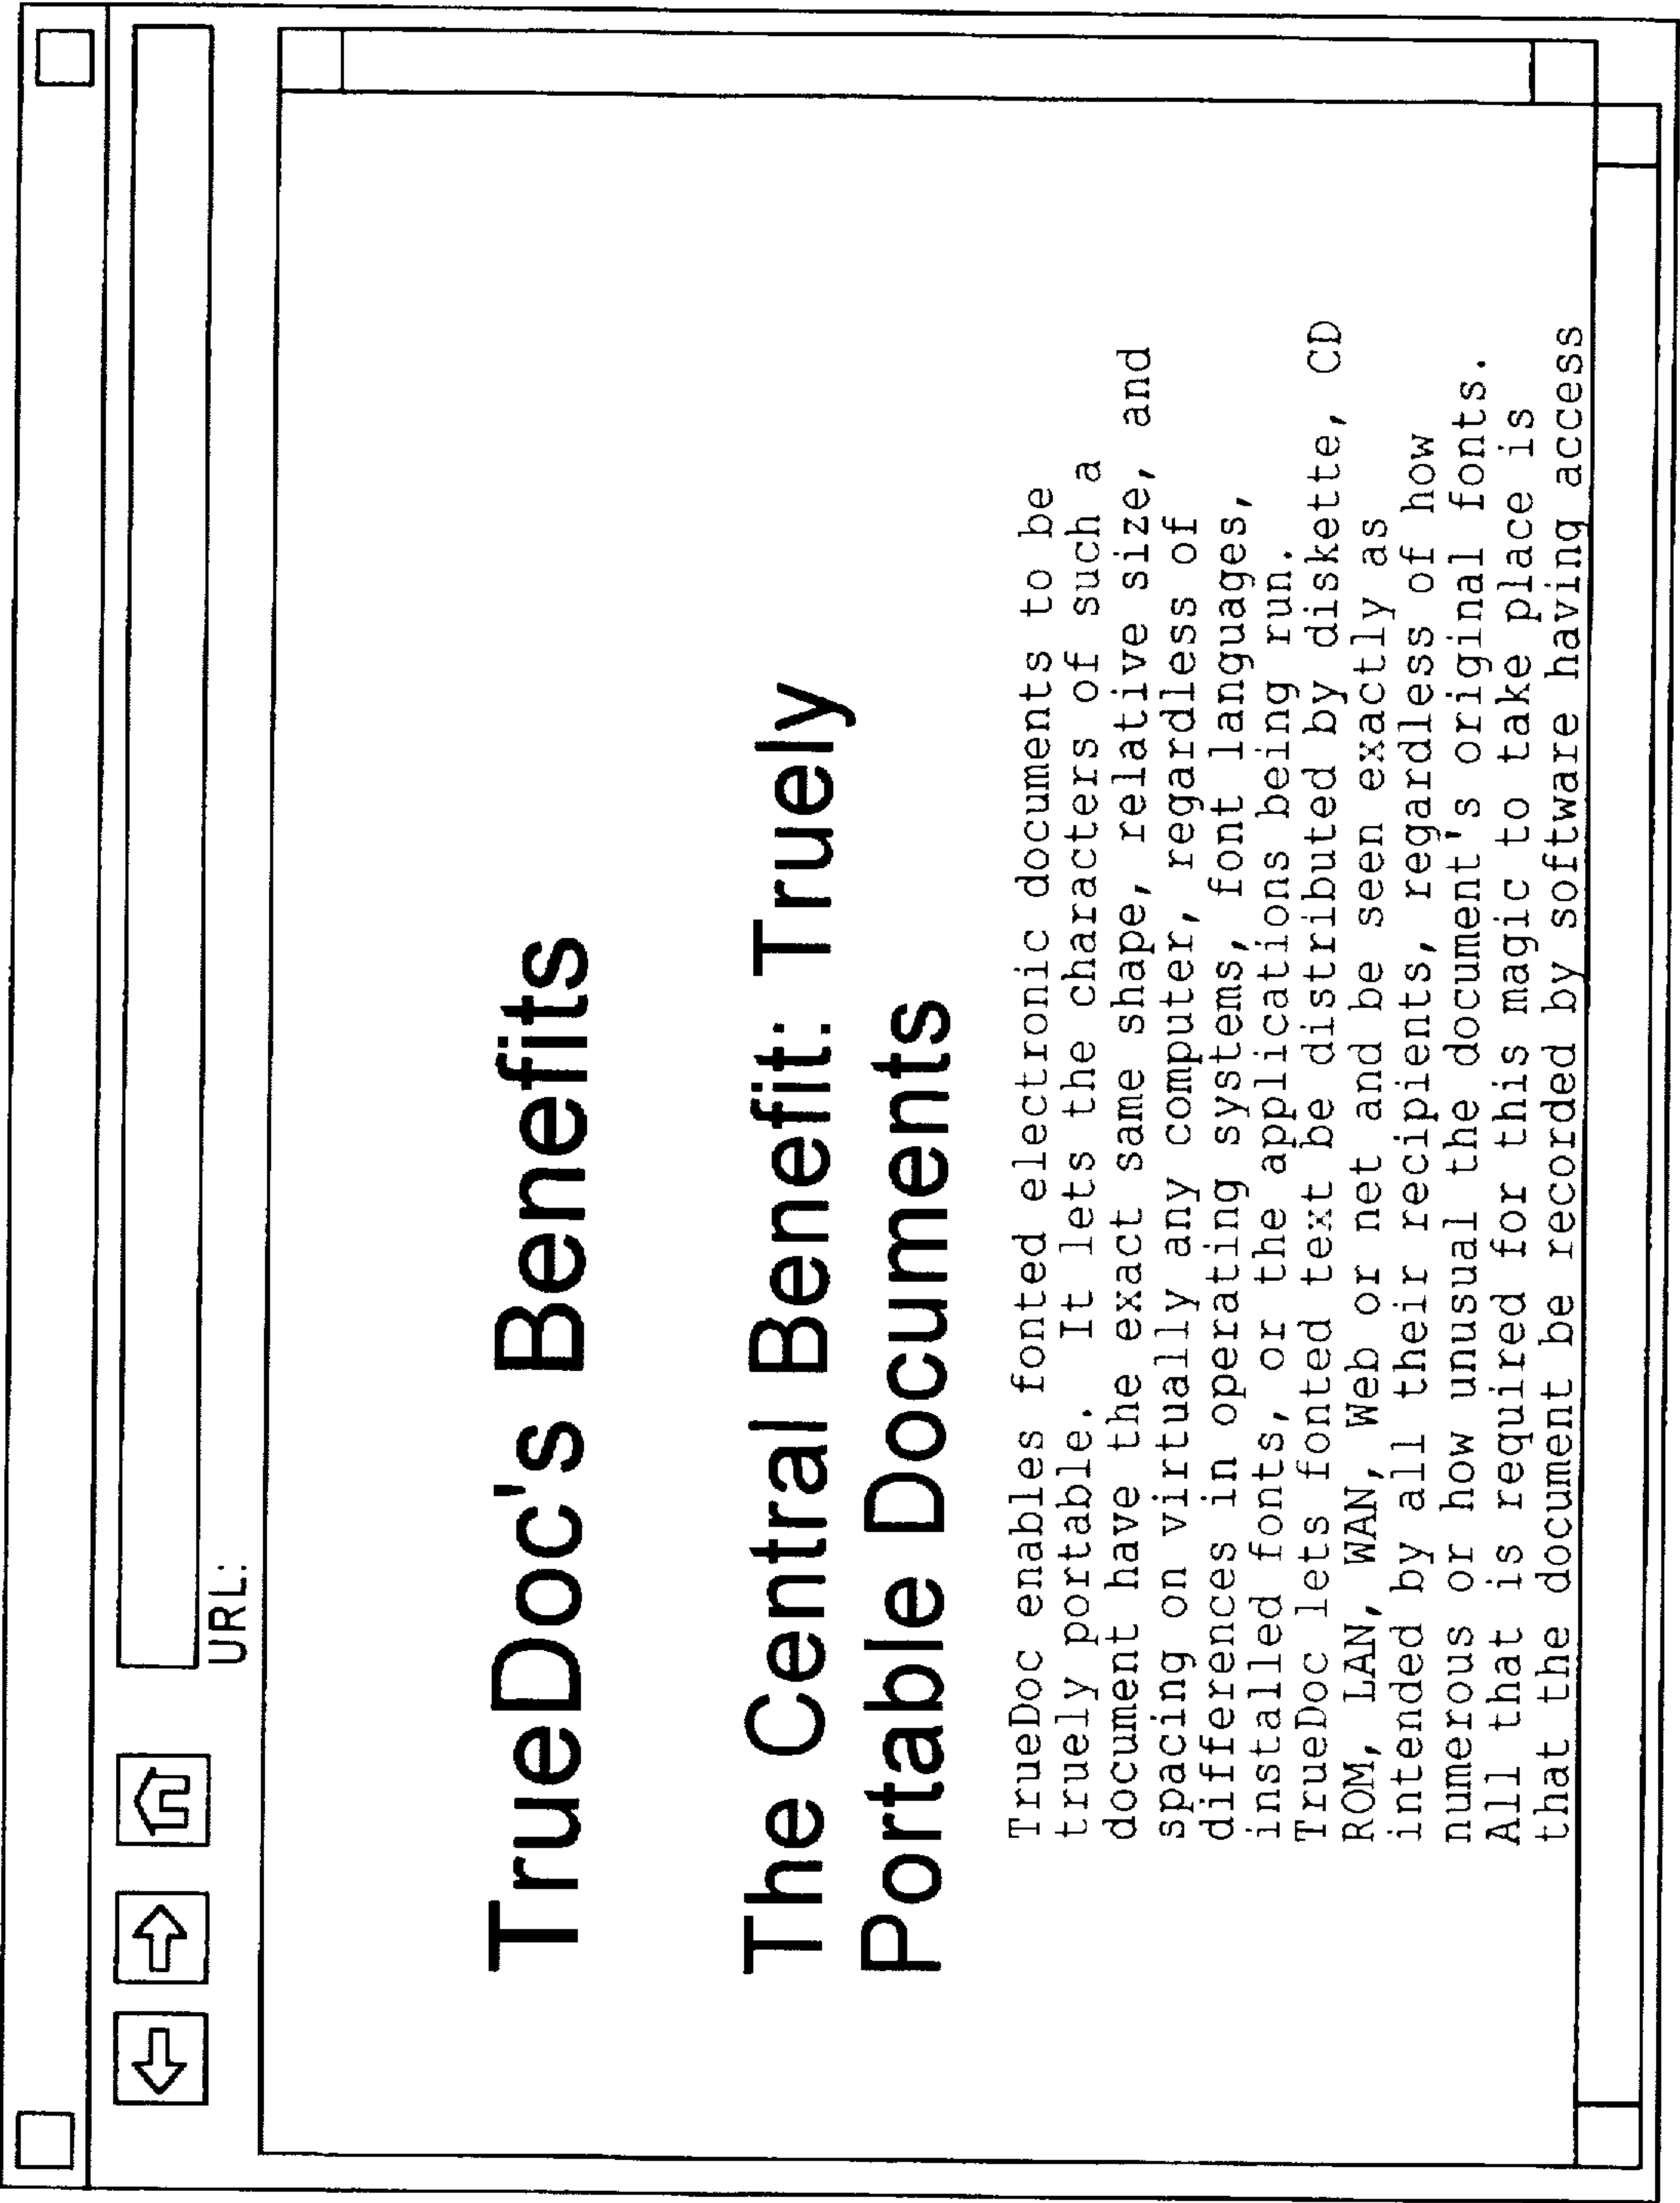 URL:
TrueDoc's Benefits
The Central Benefit: Truely
Portable Documents
TrueDoc enables fonted electronic documents to be
truely portable. It lets the characters of such a
document have the exact same shape, relative size, and
spacing on virtually any computer, regardless of
differences in operating systems, font languages,
installed fonts, or the applications being run.
TrueDoc lets fonted text be distributed by diskette, CD
ROM, LAN, WAN, Web or net and be seen exactly as
intended by all their recipients, regardless of how
numerous or how unusual the document's original fonts.
All that is required for this magic to take place is
that the document be recorded by software having access